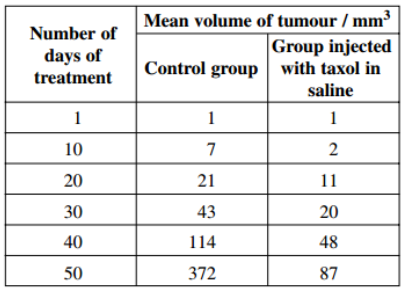 Number of
days of
treatment
Mean volume of tumour / mm³
Control group
Group injected
with taxol in
saline
1 1 1
10 7 2
20 21 11
30 43 20
40 114 48
50 372 87